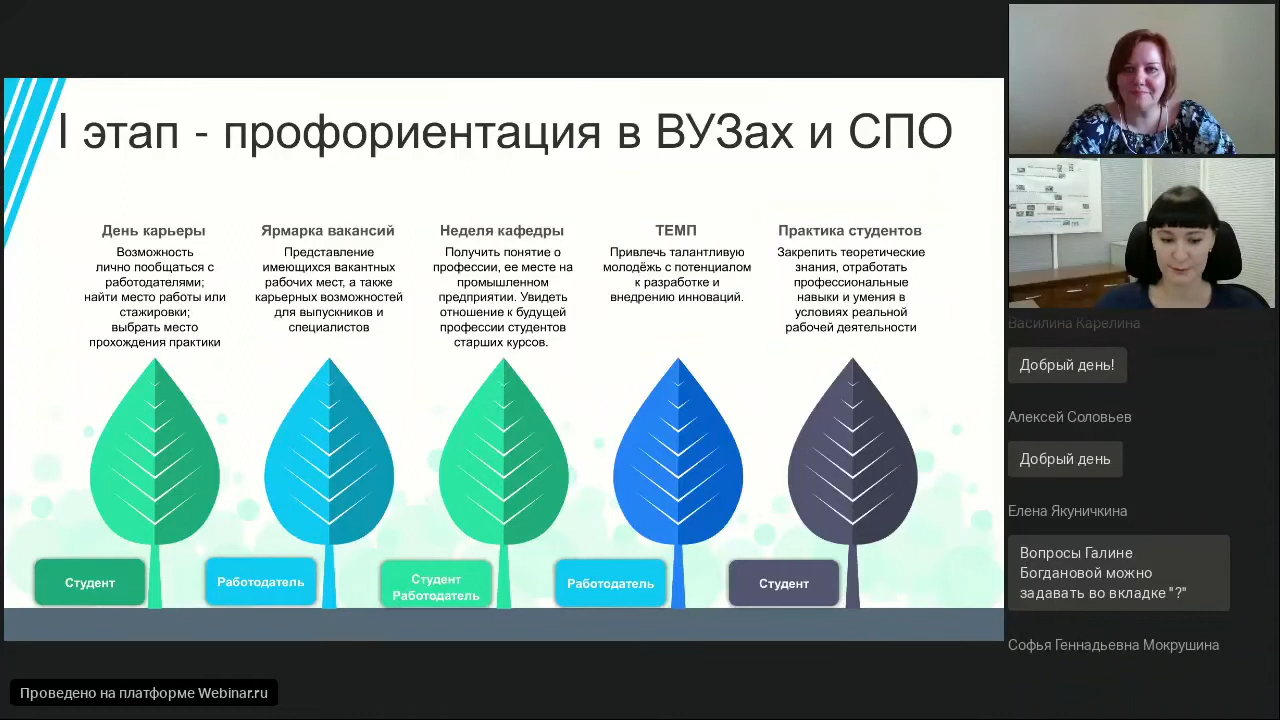 I этап - профориентация в ВУЗах и СПО
День карьеры
Возможность
лично пообщаться с
работодателями;
найти место работы или
стажировки;
выбрать место
прохождения практики
Ярмарка вакансий
Представление
имеющихся вакантных
рабочих мест, а также
карьерных возможностей
для выпускников и
специалистов
Неделя кафедры
Получить понятие о
профессии, ее месте на
промышленном
предприятии. Увидеть
отношение к будущей
профессии студентов
старших курсов.
ТЕМП
Привлечь талантливую
молодёжь с потенциалом
к разработке и
внедрению инноваций.
Практика студентов
Закрепить теоретические
знания, отработать
профессиональные
навыки и умения в
условиях реальной
рабочей деятельности
Студент
Работодатель
Студент
Работодатель
Работодатель
Студент
Василина Карелина
Добрый день!
Алексей Соловьев
Добрый день
Елена Якуничкина
Вопросы Галине
Богдановой можно
задавать во вкладке "?"
Софья Геннадьевна Мокрушина
Проведено на платформе Webinar.ru